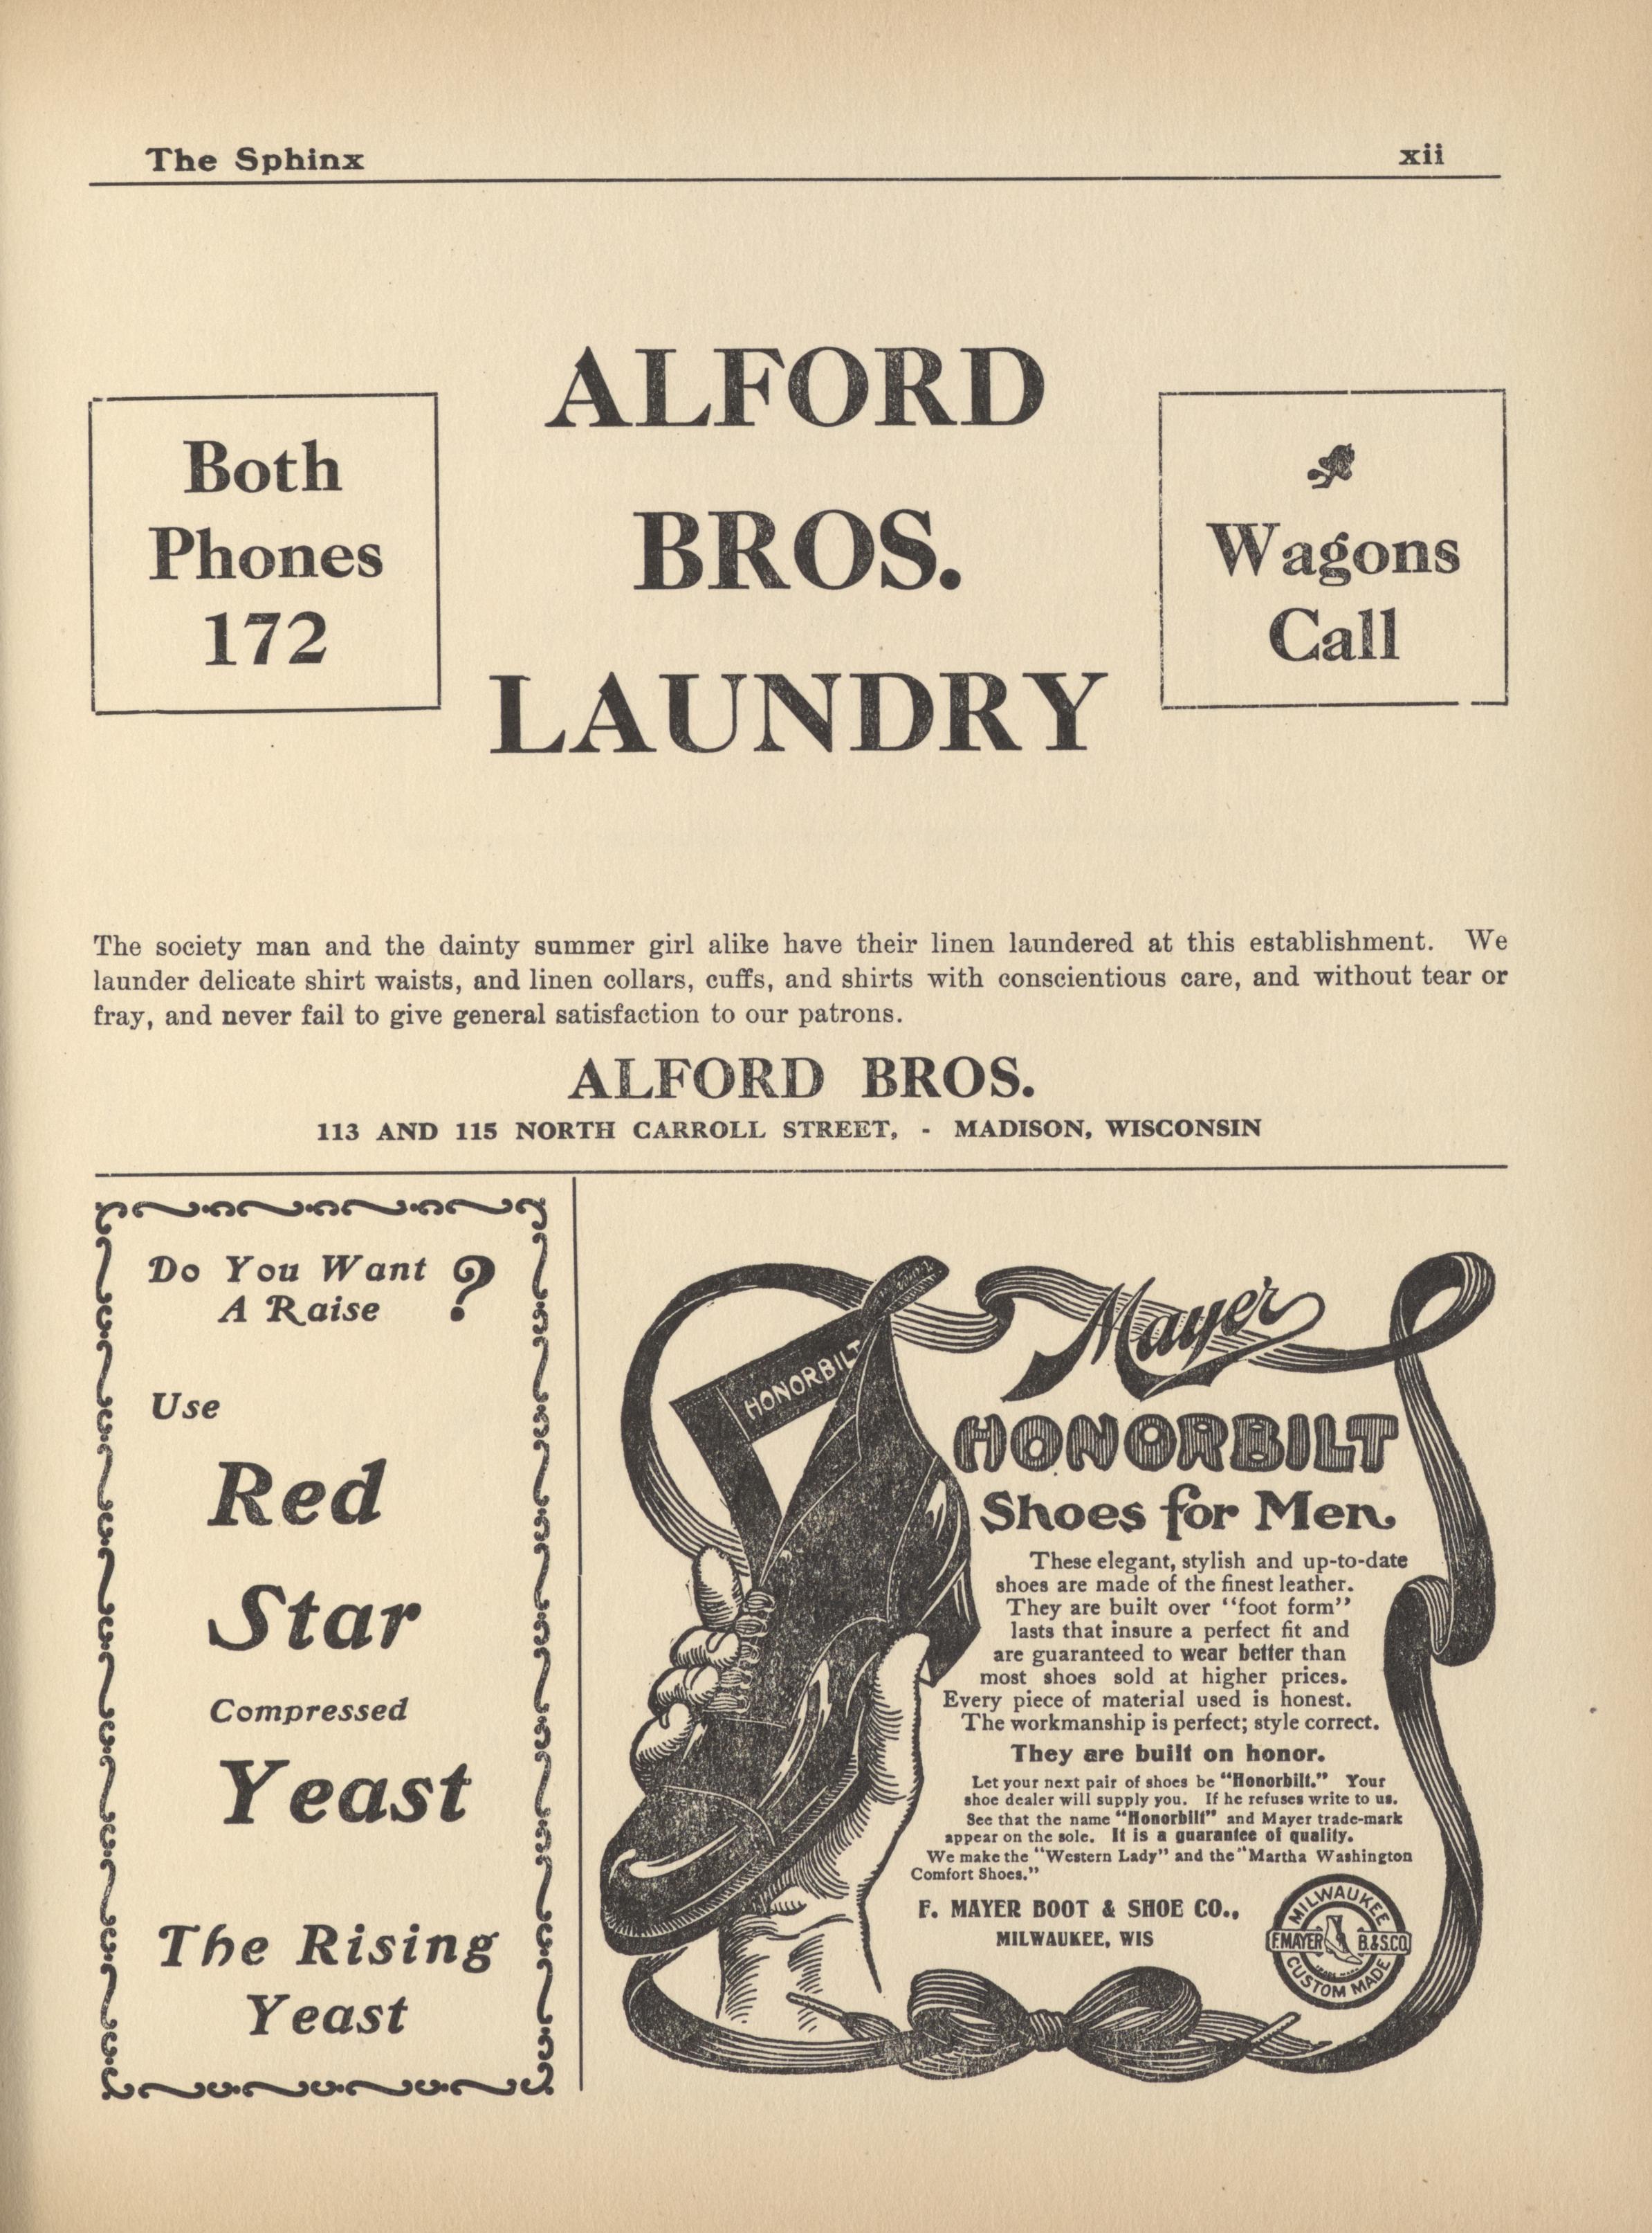 The Sphinx
xii
Both
Phones
172
ALFORD
BROS.
LAUNDRY
Wagons
Call
The society man and the dainty summer girl alike have their linen laundered at this establishment. We
launder delicate shirt waists, and linen collars, cuffs, and shirts with conscientious care, and without tear or
fray, and never fail to give general satisfaction to our patrons.
ALFORD BROS.
113 AND 115 NORTH CARROLL STREET, - MADISON, WISCONSIN
Do You Want ?
A Raise
Use
Red
Star
Compressed
Yeast
The Rising
Yeast
HONORBILT
Mayer
HONORBILT
Shoes for Men
These elegant, stylish and up-to-date
shoes are made of the finest leather.
They are built over "foot form"
lasts that insure a perfect fit and
are guaranteed to wear better than
most shoes sold at higher prices.
Every piece of material used is honest.
The workmanship is perfect; style correct.
They are built on honor.
Let your next pair of shoes be "Honorbilt." Your
shoe dealer will supply you. If he refuses write to us.
See that the name "Honorbilt" and Mayer trade-mark
appear on the sole. It is a guarantee of quality.
We make the "Western Lady" and the "Martha Washington
Comfort Shoes."
F. MAYER BOOT & SHOE CO.,
MILWAUKEE, WIS
MILWAUKEE
F. MAYER B. & S. CO.
CUSTOM MADE